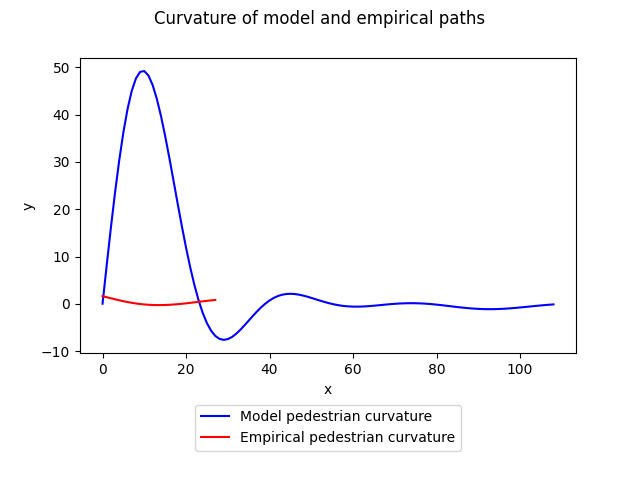 Curvature of model and empirical paths
50
40
30
20
10
0
−10
y
0 20 40 60 80 100
x
Model pedestrian curvature
Empirical pedestrian curvature